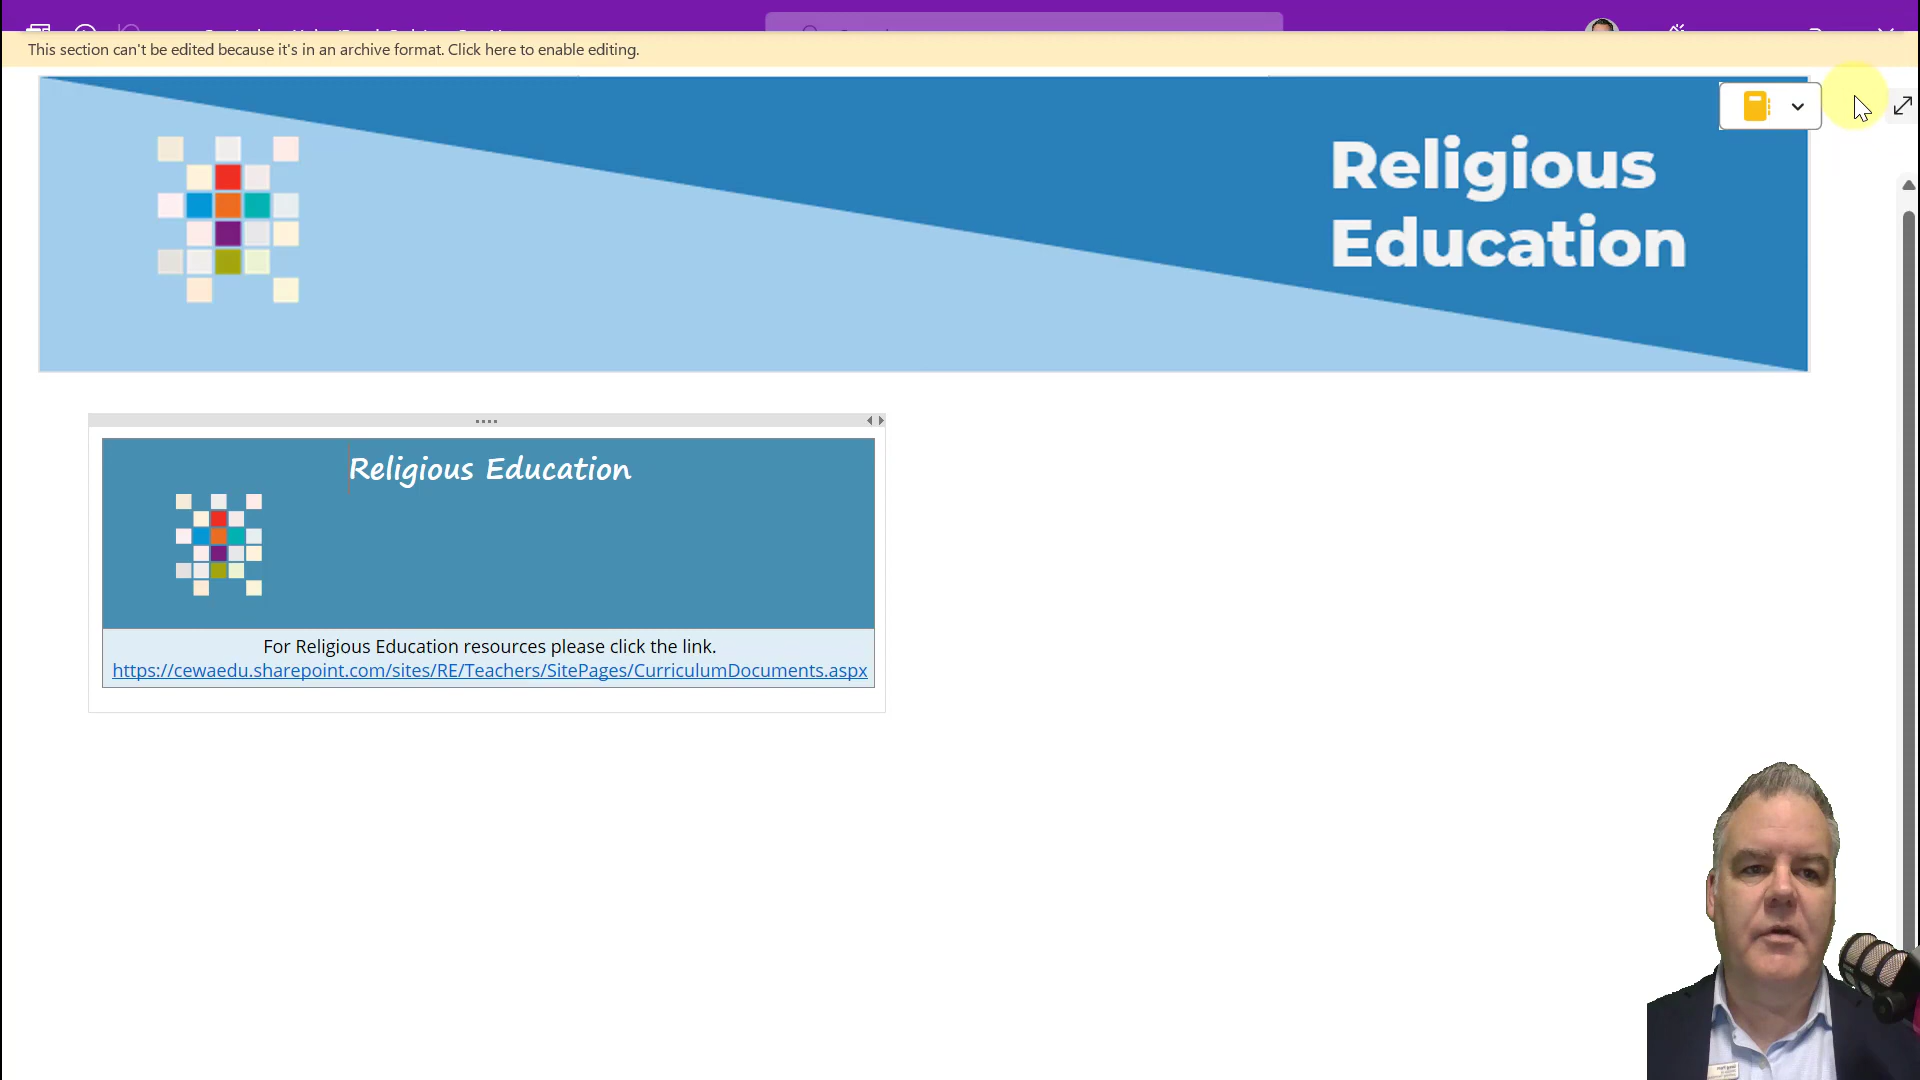 This section can't be edited because it's in an archive format. Click here to enable editing.
Religious
Education
Religious Education
For Religious Education resources please click the link.
https://cewaedu.sharepoint.com/sites/RE/Teachers/SitePages/CurriculumDocuments.aspx